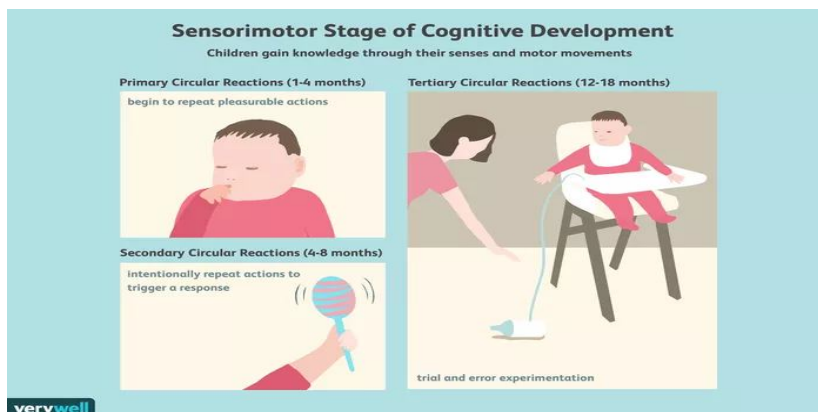 Sensorimotor Stage of Cognitive Development
Children gain knowledge through their senses and motor movements
Primary Circular Reactions (1-4 months)
begin to repeat pleasurable actions
Secondary Circular Reactions (4-8 months)
intentionally repeat actions to
trigger a response
Tertiary Circular Reactions (12-18 months)
trial and error experimentation
verywell